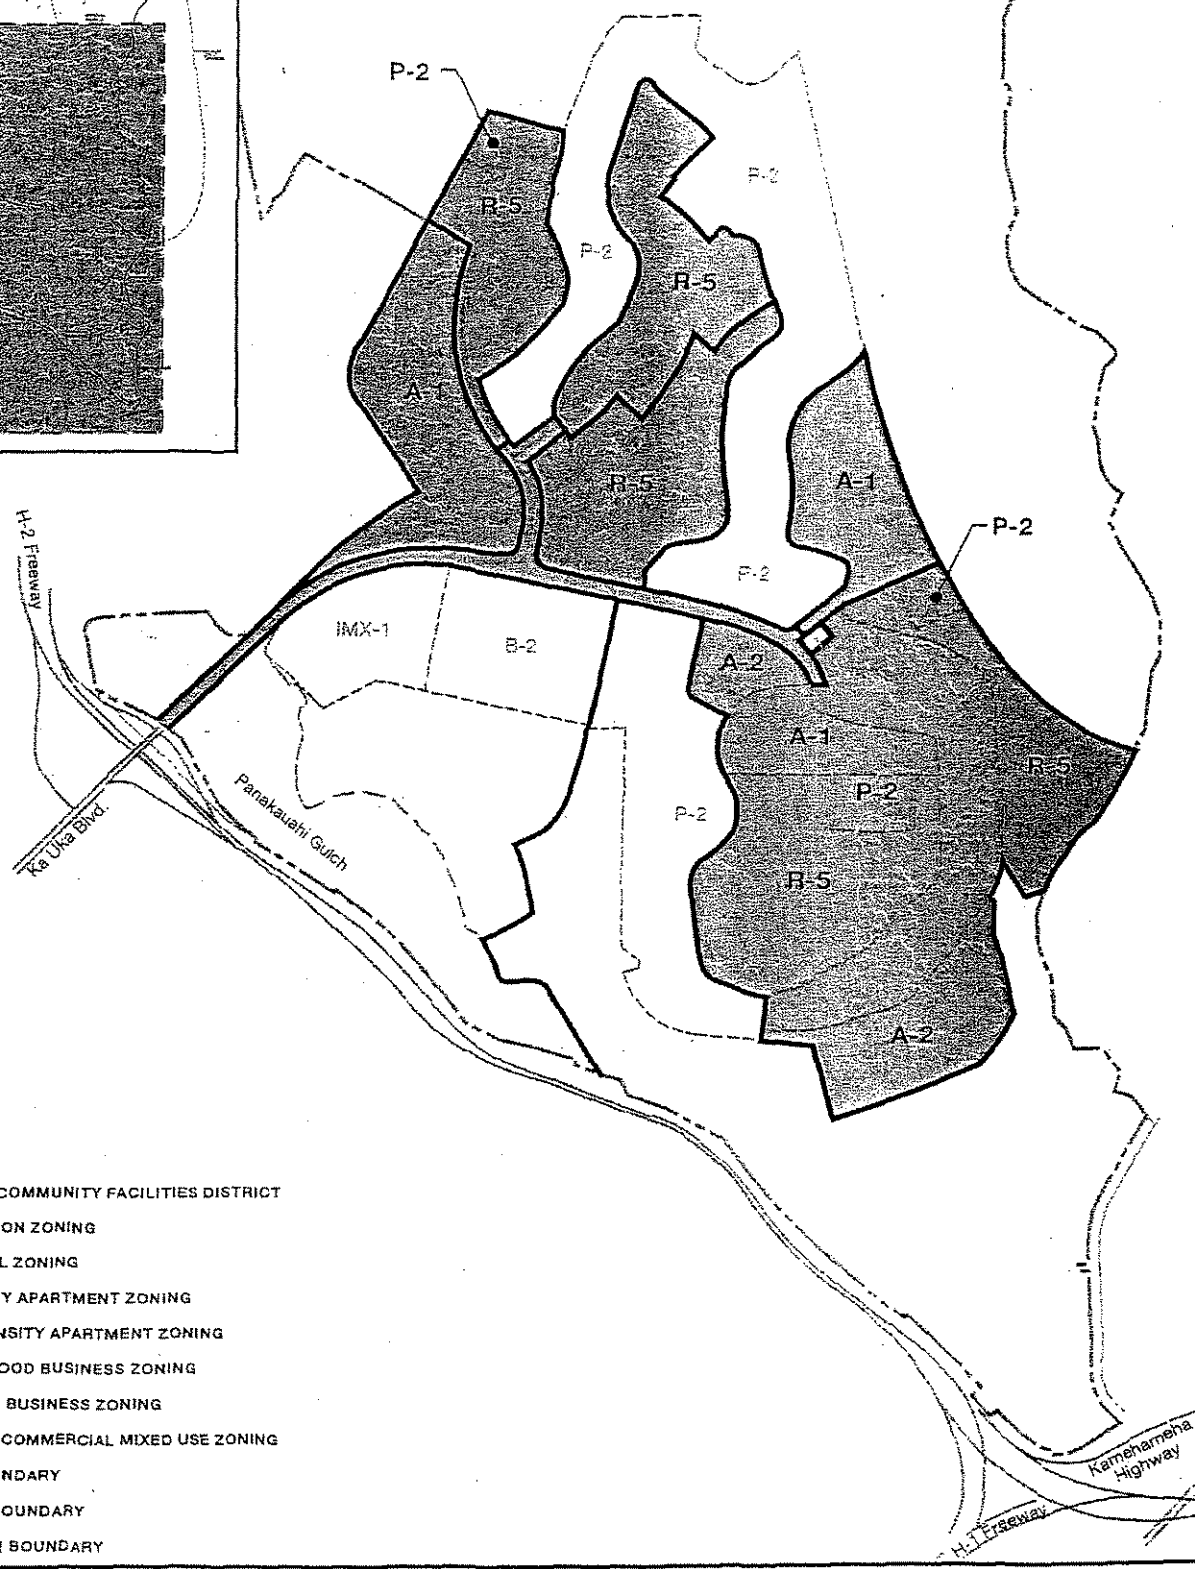 P-2
P-2
R-5
P-2
R-5
A-1
R-5
A-1
P-2
H-2 Freeway
P-2
IMX-1
B-2
A-2
A-1
R-5
P-2
P-2
Panakauahi Gulch
Ka Uka Blvd.
R-5
A-2
COMMUNITY FACILITIES DISTRICT
ON ZONING
L ZONING
Y APARTMENT ZONING
NSITY APARTMENT ZONING
OOD BUSINESS ZONING
BUSINESS ZONING
COMMERCIAL MIXED USE ZONING
NDARY
OUNDARY
BOUNDARY
Kamehameha
Highway
H-1 Freeway